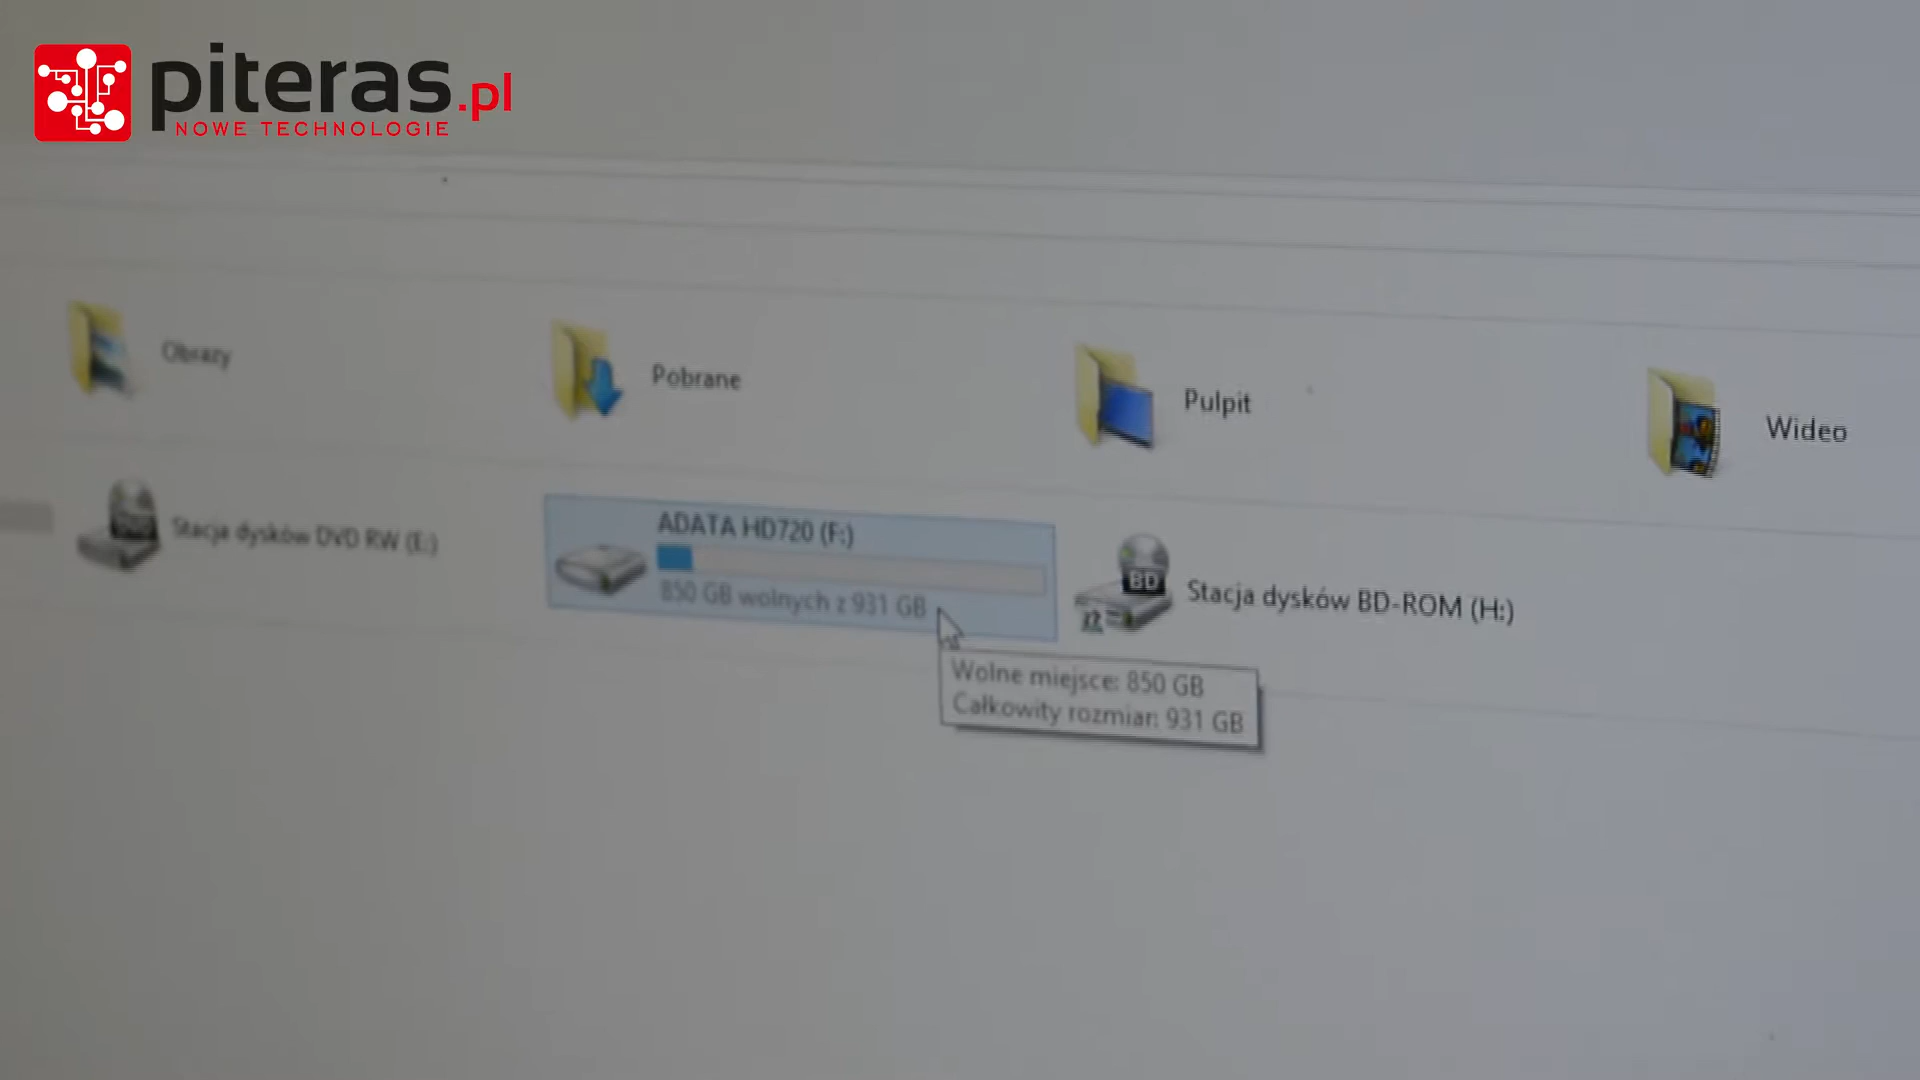 piteras.pl
NOWE TECHNOLOGIE
Obrazy
Pobrane
Pulpit
Wideo
Stacja dysków DVD RW (E:)
ADATA HD720 (F:)
850 GB wolnych z 931 GB
BD
Stacja dysków BD-ROM (H:)
Wolne miejsce: 850 GB
Całkowity rozmiar: 931 GB